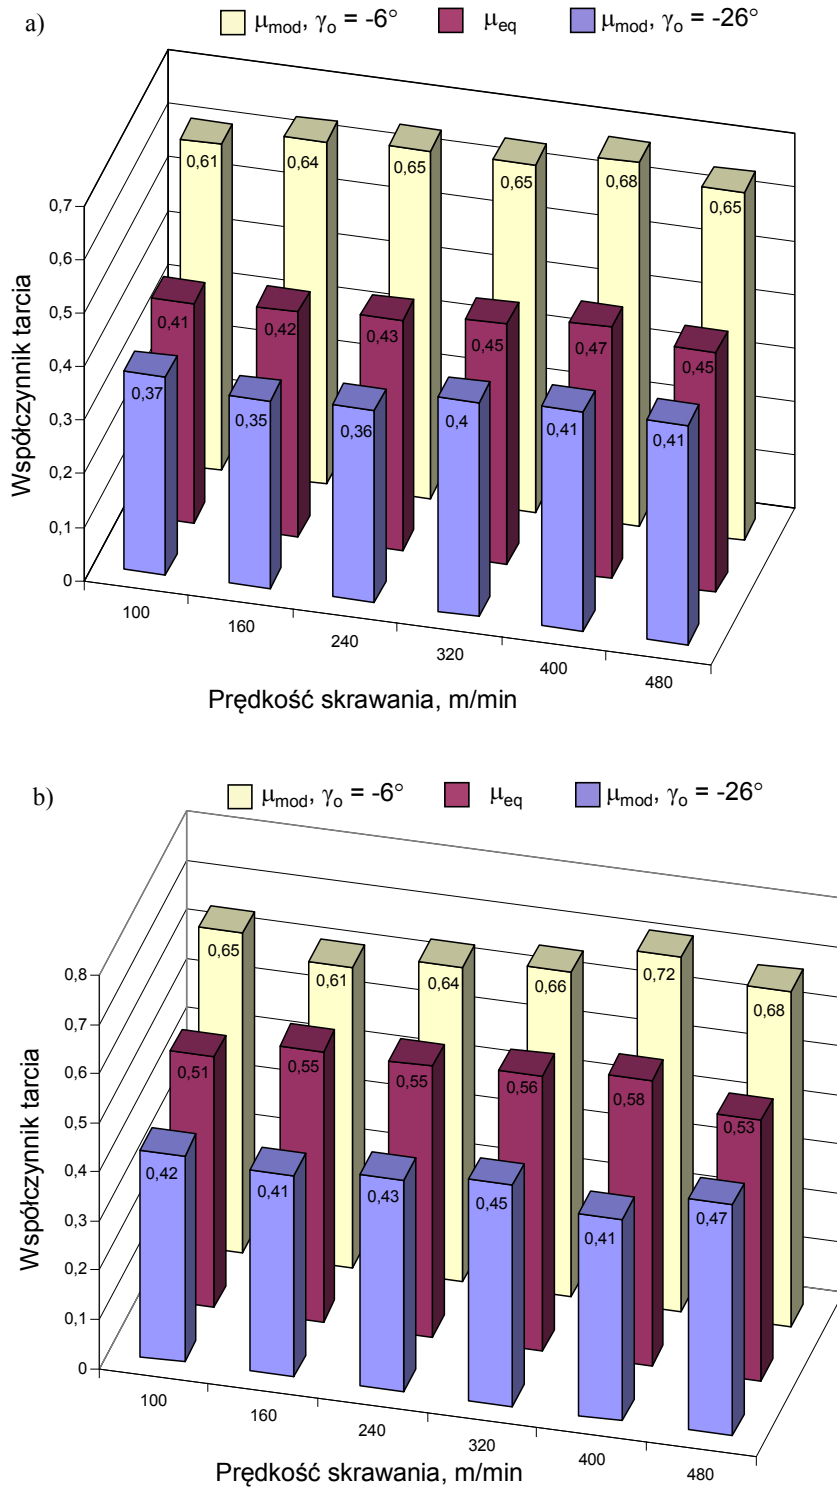 a)
μmod, γo = -6° μeq μmod, γo = -26°
0,61 0,64 0,65 0,65 0,68 0,65
0,41 0,42 0,43 0,45 0,47 0,45
0,37 0,35 0,36 0,4 0,41 0,41
0,7
0,6
0,5
0,4
0,3
0,2
0,1
0
Współczynnik tarcia
100 160 240 320 400 480
Prędkość skrawania, m/min
b)
μmod, γo = -6° μeq μmod, γo = -26°
0,65 0,61 0,64 0,66 0,72 0,68
0,51 0,55 0,55 0,56 0,58 0,53
0,42 0,41 0,43 0,45 0,41 0,47
0,8
0,7
0,6
0,5
0,4
0,3
0,2
0,1
0
Współczynnik tarcia
100 160 240 320 400 480
Prędkość skrawania, m/min